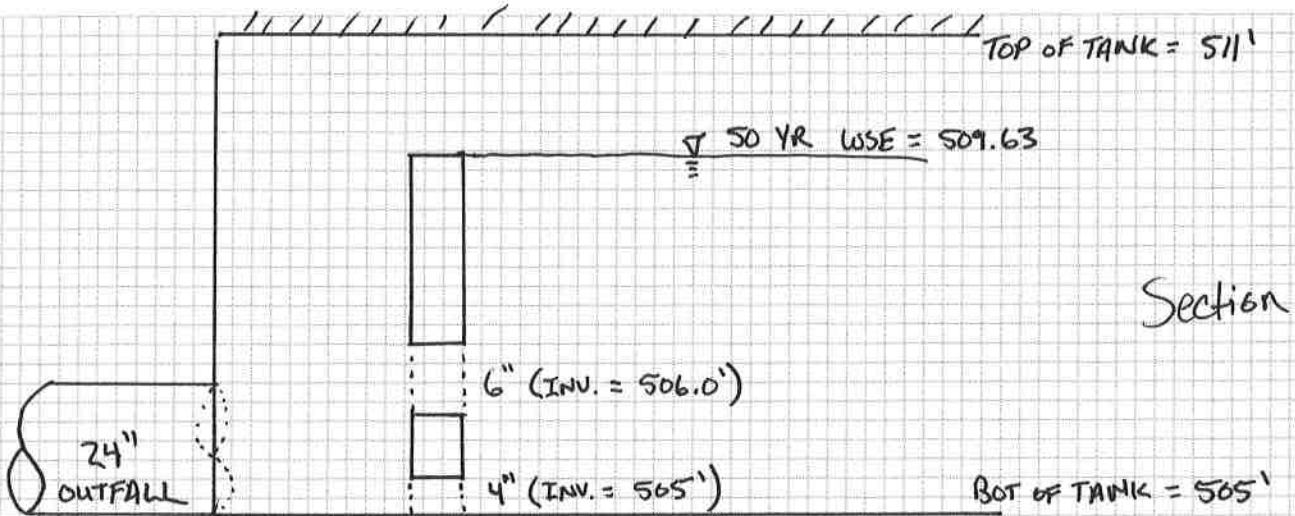 TOP OF TANK = 511'
50 YR WSE = 509.63
Section
6" (INV. = 506.0')
24"
OUTFALL
4" (INV. = 505')
BOT OF TANK = 505'